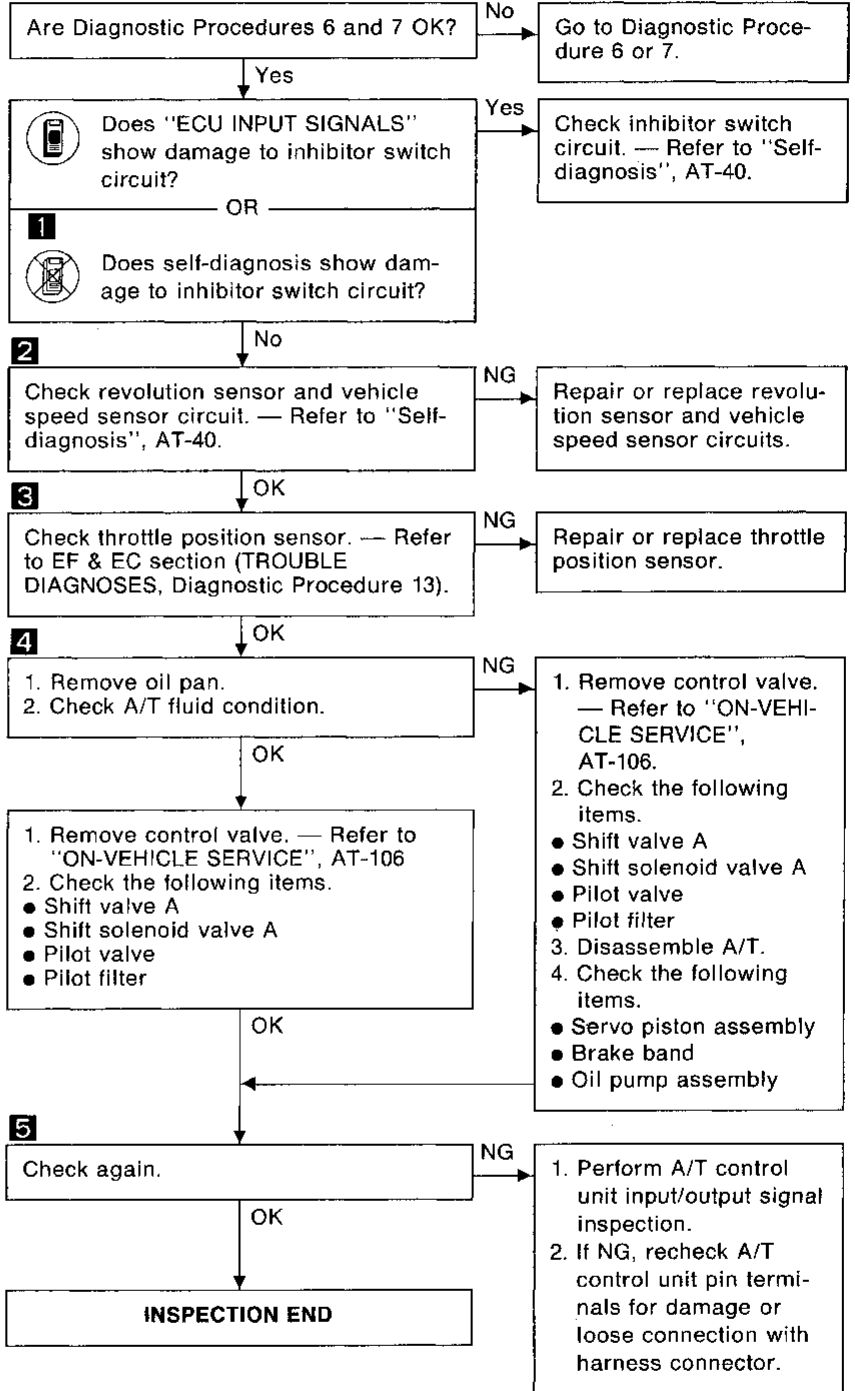 Are Diagnostic Procedures 6 and 7 OK?
No
Go to Diagnostic Proce-
dure 6 or 7.
Yes
Does "ECU INPUT SIGNALS"
show damage to inhibitor switch
circuit?
Yes
Check inhibitor switch
circuit. — Refer to "Self-
diagnosis", AT-40.
OR
1
Does self-diagnosis show dam-
age to inhibitor switch circuit?
No
2
Check revolution sensor and vehicle
speed sensor circuit. — Refer to "Self-
diagnosis", AT-40.
NG
Repair or replace revolu-
tion sensor and vehicle
speed sensor circuits.
OK
3
Check throttle position sensor. — Refer
to EF & EC section (TROUBLE
DIAGNOSES, Diagnostic Procedure 13).
NG
Repair or replace throttle
position sensor.
OK
4
1. Remove oil pan.
2. Check A/T fluid condition.
NG
1. Remove control valve.
— Refer to "ON-VEHI-
CLE SERVICE",
AT-106.
2. Check the following
items.
● Shift valve A
● Shift solenoid valve A
● Pilot valve
● Pilot filter
3. Disassemble A/T.
4. Check the following
items.
● Servo piston assembly
● Brake band
● Oil pump assembly
OK
1. Remove control valve. — Refer to
"ON-VEHICLE SERVICE", AT-106
2. Check the following items.
● Shift valve A
● Shift solenoid valve A
● Pilot valve
● Pilot filter
OK
5
Check again.
NG
1. Perform A/T control
unit input/output signal
inspection.
2. If NG, recheck A/T
control unit pin termi-
nals for damage or
loose connection with
harness connector.
OK
INSPECTION END